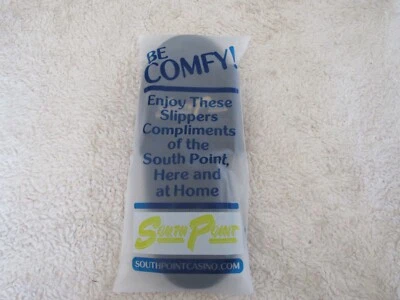 BE
COMFY!
Enjoy These
Slippers
Compliments
of the
South Point,
Here and
at Home
SOUTH POINT
SOUTHPOINTCASINO.COM